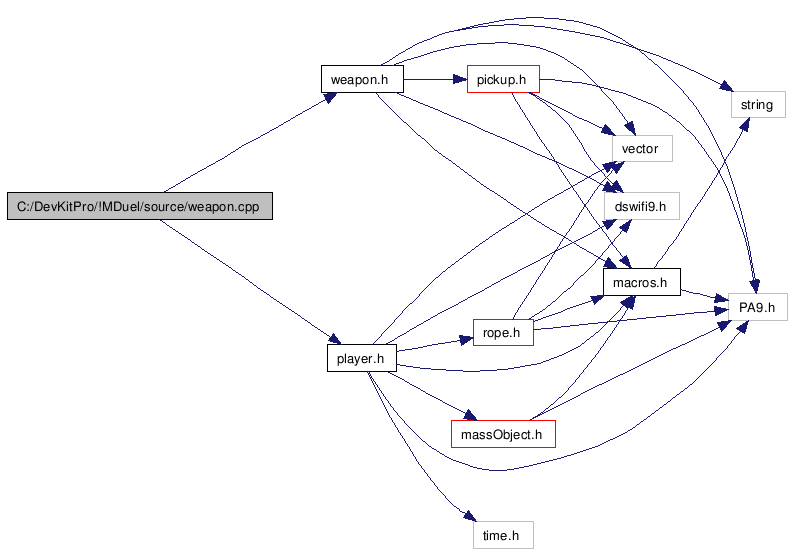 weapon.h
pickup.h
string
vector
C:/DevKitPro/!MDuel/source/weapon.cpp
dswifi9.h
macros.h
PA9.h
rope.h
player.h
massObject.h
time.h